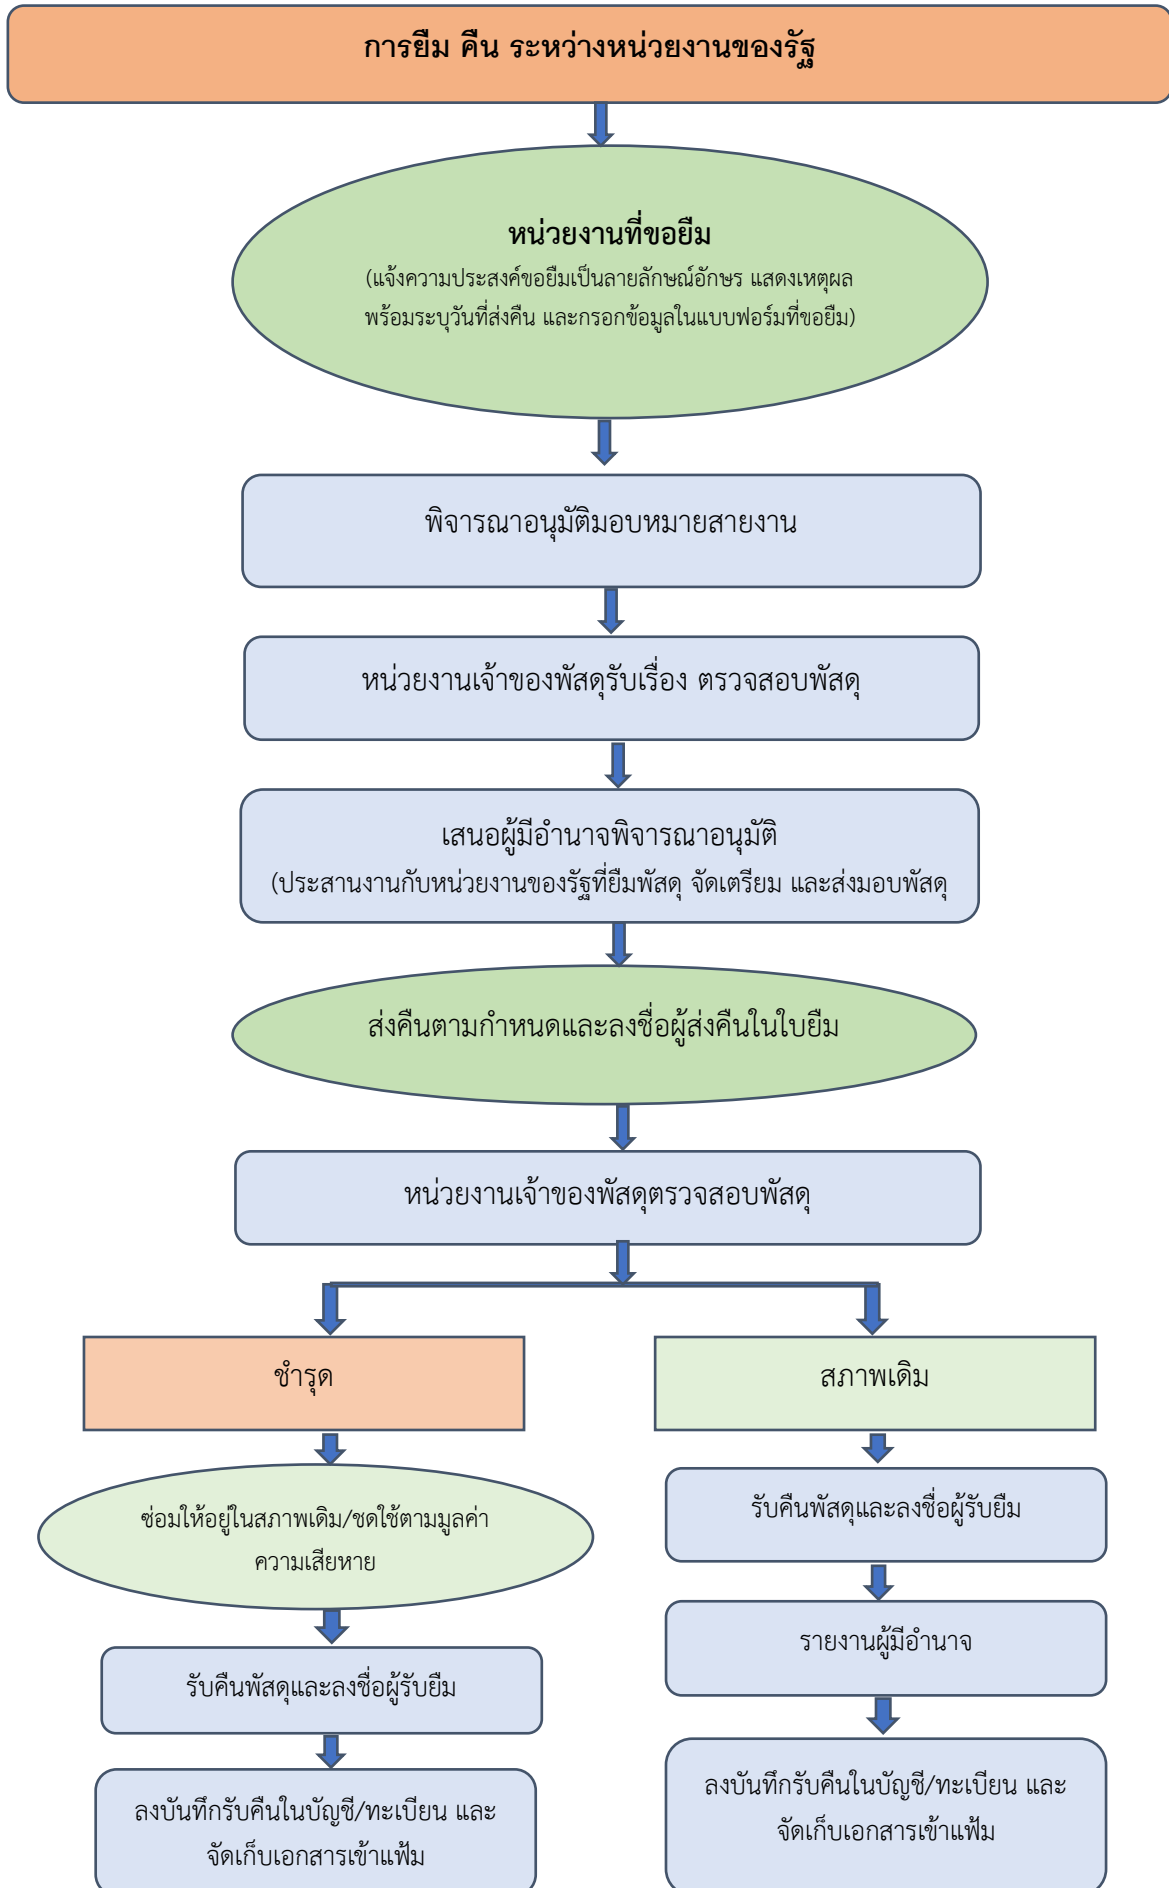 การยืม คืน ระหว่างหน่วยงานของรัฐ
หน่วยงานที่ขอยืม
(แจ้งความประสงค์ขอยืมเป็นลายลักษณ์อักษร แสดงเหตุผล
พร้อมระบุวันที่ส่งคืน และกรอกข้อมูลในแบบฟอร์มที่ขอยืม)
พิจารณาอนุมัติมอบหมายสายงาน
หน่วยงานเจ้าของพัสดุรับเรื่อง ตรวจสอบพัสดุ
เสนอผู้มีอำนาจพิจารณาอนุมัติ
(ประสานงานกับหน่วยงานของรัฐที่ยืมพัสดุ จัดเตรียม และส่งมอบพัสดุ
ส่งคืนตามกำหนดและลงชื่อผู้ส่งคืนในใบยืม
หน่วยงานเจ้าของพัสดุตรวจสอบพัสดุ
ชำรุด
ซ่อมให้อยู่ในสภาพเดิม/ชดใช้ตามมูลค่า
ความเสียหาย
รับคืนพัสดุและลงชื่อผู้รับยืม
ลงบันทึกรับคืนในบัญชี/ทะเบียน และ
จัดเก็บเอกสารเข้าแฟ้ม
สภาพเดิม
รับคืนพัสดุและลงชื่อผู้รับยืม
รายงานผู้มีอำนาจ
ลงบันทึกรับคืนในบัญชี/ทะเบียน และ
จัดเก็บเอกสารเข้าแฟ้ม